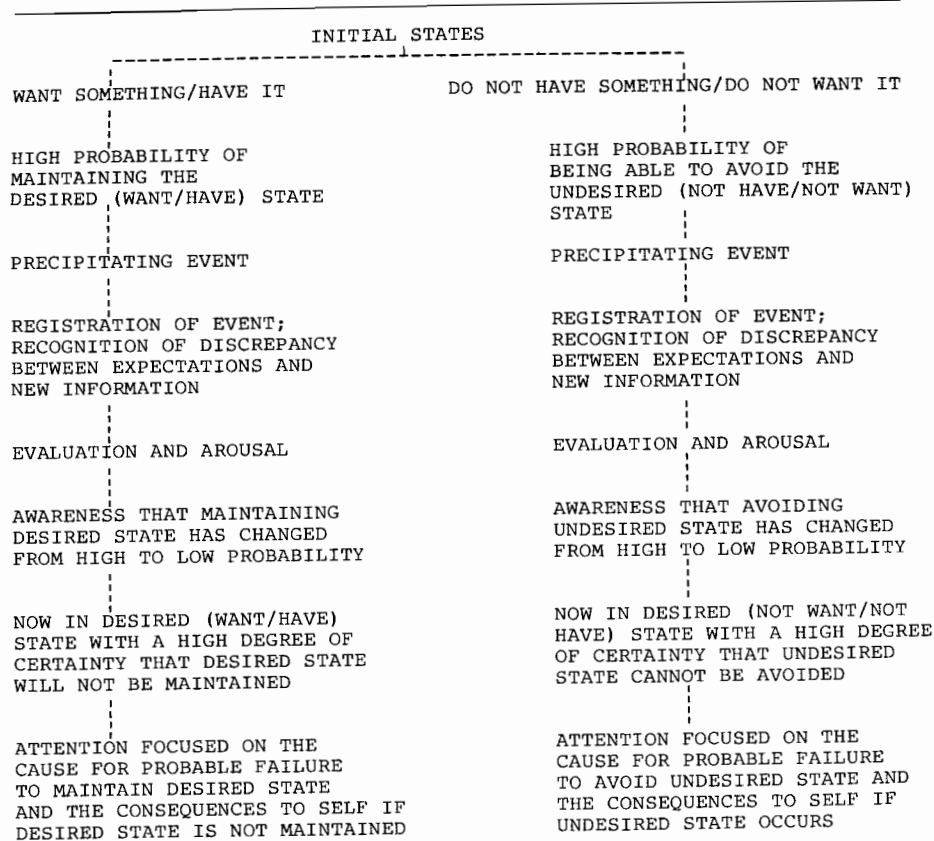 INITIAL STATES
WANT SOMETHING/HAVE IT
HIGH PROBABILITY OF
MAINTAINING THE
DESIRED (WANT/HAVE) STATE
PRECIPITATING EVENT
REGISTRATION OF EVENT;
RECOGNITION OF DISCREPANCY
BETWEEN EXPECTATIONS AND
NEW INFORMATION
EVALUATION AND AROUSAL
AWARENESS THAT MAINTAINING
DESIRED STATE HAS CHANGED
FROM HIGH TO LOW PROBABILITY
NOW IN DESIRED (WANT/HAVE)
STATE WITH A HIGH DEGREE OF
CERTAINTY THAT DESIRED STATE
WILL NOT BE MAINTAINED
ATTENTION FOCUSED ON THE
CAUSE FOR PROBABLE FAILURE
TO MAINTAIN DESIRED STATE
AND THE CONSEQUENCES TO SELF IF
DESIRED STATE IS NOT MAINTAINED
DO NOT HAVE SOMETHING/DO NOT WANT IT
HIGH PROBABILITY OF
BEING ABLE TO AVOID THE
UNDESIRED (NOT HAVE/NOT WANT)
STATE
PRECIPITATING EVENT
REGISTRATION OF EVENT;
RECOGNITION OF DISCREPANCY
BETWEEN EXPECTATIONS AND
NEW INFORMATION
EVALUATION AND AROUSAL
AWARENESS THAT AVOIDING
UNDESIRED STATE HAS CHANGED
FROM HIGH TO LOW PROBABILITY
NOW IN DESIRED (NOT WANT/NOT
HAVE) STATE WITH A HIGH DEGREE
OF CERTAINTY THAT UNDESIRED
STATE CANNOT BE AVOIDED
ATTENTION FOCUSED ON THE
CAUSE FOR PROBABLE FAILURE
TO AVOID UNDESIRED STATE AND
THE CONSEQUENCES TO SELF IF
UNDESIRED STATE OCCURS